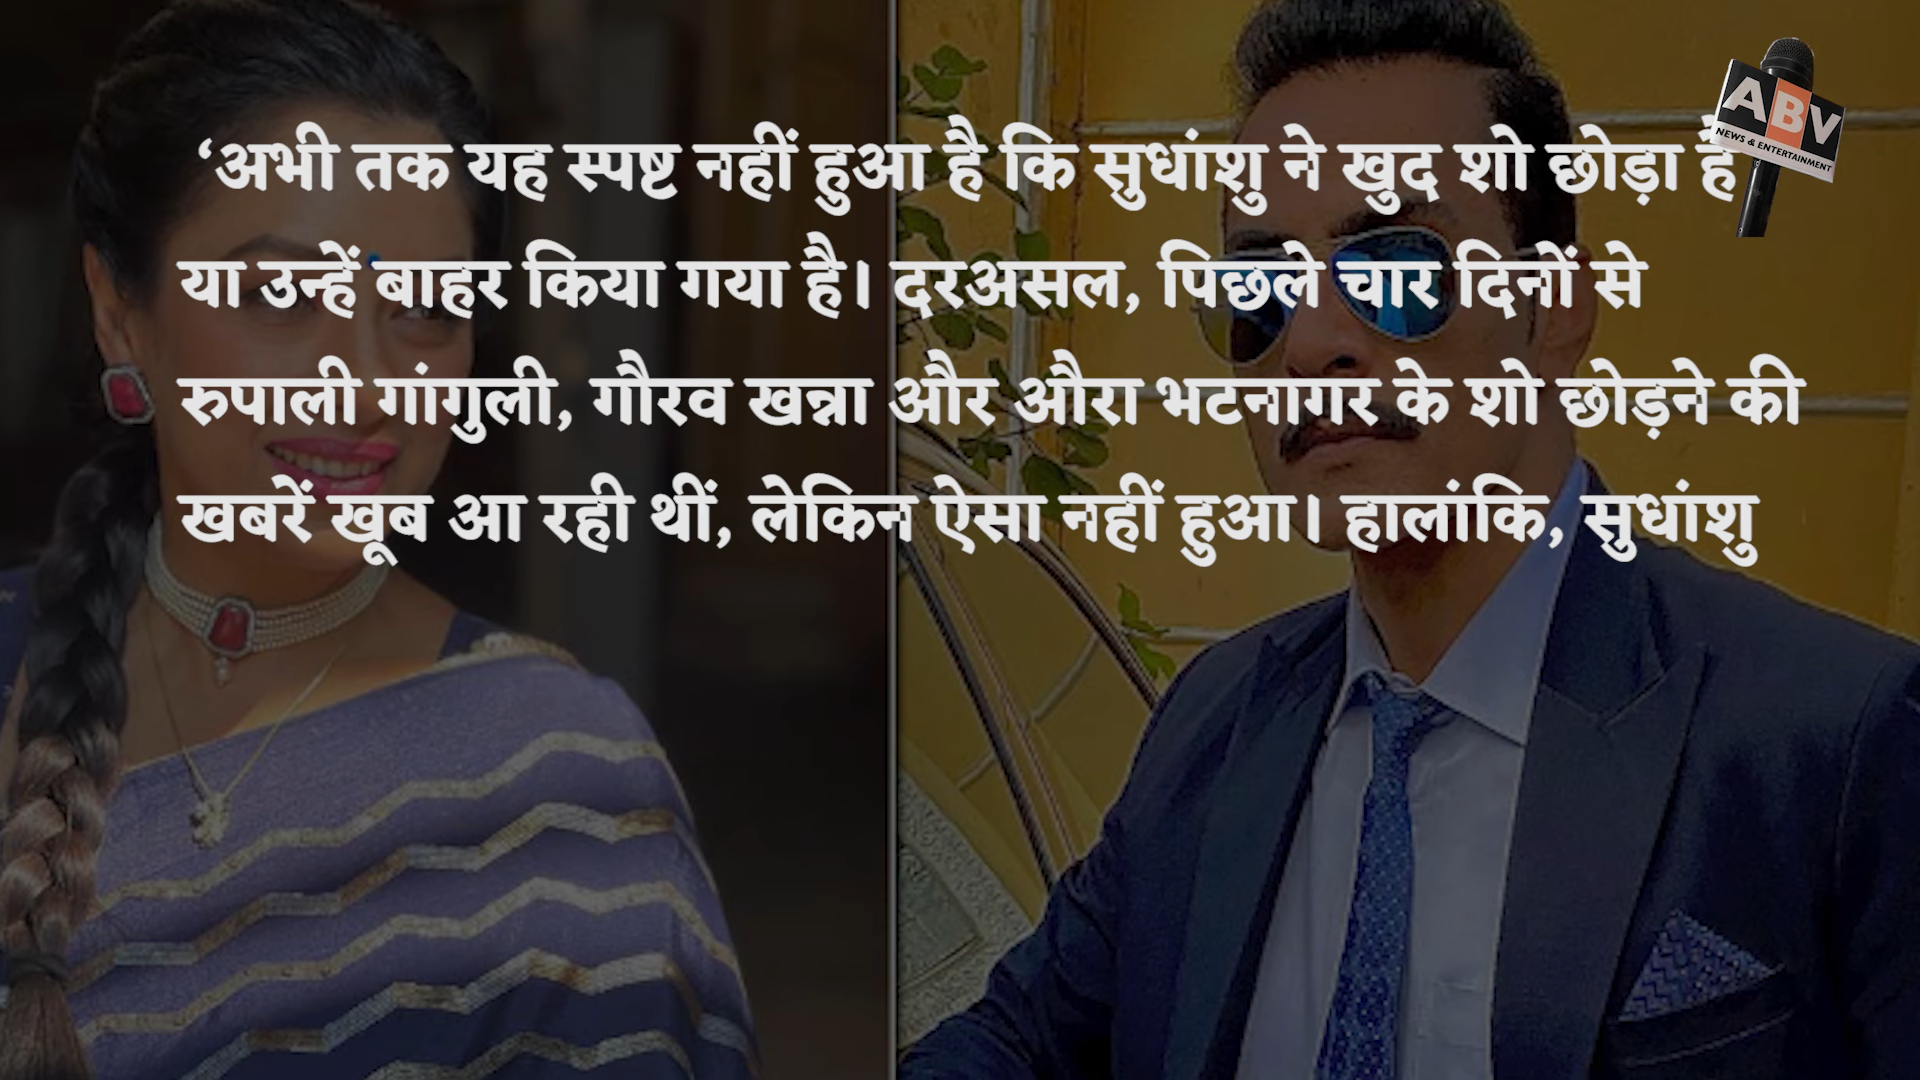 ‘अभी तक यह स्पष्ट नहीं हुआ है कि सुधांशु ने खुद शो छोड़ा है
या उन्हें बाहर किया गया है। दरअसल, पिछले चार दिनों से
रुपाली गांगुली, गौरव खन्ना और औरा भटनागर के शो छोड़ने की
खबरें खूब आ रही थीं, लेकिन ऐसा नहीं हुआ। हालांकि, सुधांशु
ABV
NEWS & ENTERTAINMENT